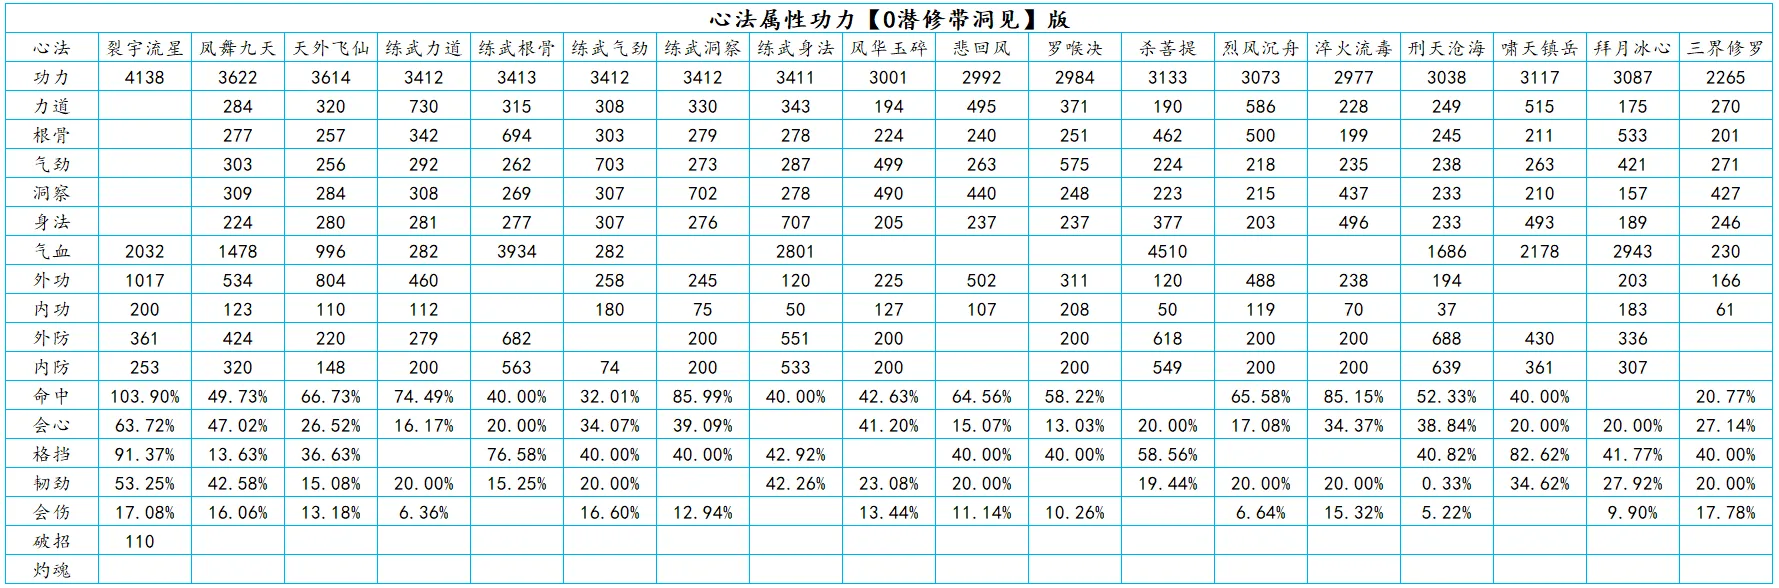 心法属性功力【0潜修带洞见】版
心法 裂宇流星 凤舞九天 天外飞仙 练武力道 练武根骨 练武气劲 练武洞察 练武身法 风华玉碎 悲回风 罗喉决 杀菩提 烈风沉舟 淬火流毒 刑天沧海 啸天镇岳 拜月冰心 三界修罗
功力 4138 3622 3614 3412 3413 3412 3412 3411 3001 2992 2984 3133 3073 2977 3038 3117 3087 2265
力道 284 320 730 315 308 330 343 194 495 371 190 586 228 249 515 175 270
根骨 277 257 342 694 303 279 278 224 240 251 462 500 199 245 211 533 201
气劲 303 256 292 262 703 273 287 499 263 575 224 218 235 238 263 421 271
洞察 309 284 308 269 307 702 278 490 440 248 223 215 437 233 210 157 427
身法 224 280 281 277 307 276 707 205 237 237 377 203 496 233 493 189 246
气血 2032 1478 996 282 3934 282 2801 4510 1686 2178 2943 230
外功 1017 534 804 460 258 245 120 225 502 311 120 488 238 194 203 166
内功 200 123 110 112 180 75 50 127 107 208 50 119 70 37 183 61
外防 361 424 220 279 682 200 551 200 200 618 200 200 688 430 336
内防 253 320 148 200 563 74 200 533 200 200 549 200 200 639 361 307
命中 103.90% 49.73% 66.73% 74.49% 40.00% 32.01% 85.99% 40.00% 42.63% 64.56% 58.22% 65.58% 85.15% 52.33% 40.00% 20.77%
会心 63.72% 47.02% 26.52% 16.17% 20.00% 34.07% 39.09% 41.20% 15.07% 13.03% 20.00% 17.08% 34.37% 38.84% 20.00% 20.00% 27.14%
格挡 91.37% 13.63% 36.63% 76.58% 40.00% 40.00% 42.92% 40.00% 40.00% 58.56% 40.82% 82.62% 41.77% 40.00%
韧劲 53.25% 42.58% 15.08% 20.00% 15.25% 20.00% 42.26% 23.08% 20.00% 19.44% 20.00% 20.00% 0.33% 34.62% 27.92% 20.00%
会伤 17.08% 16.06% 13.18% 6.36% 16.60% 12.94% 13.44% 11.14% 10.26% 6.64% 15.32% 5.22% 9.90% 17.78%
破招 110
灼魂